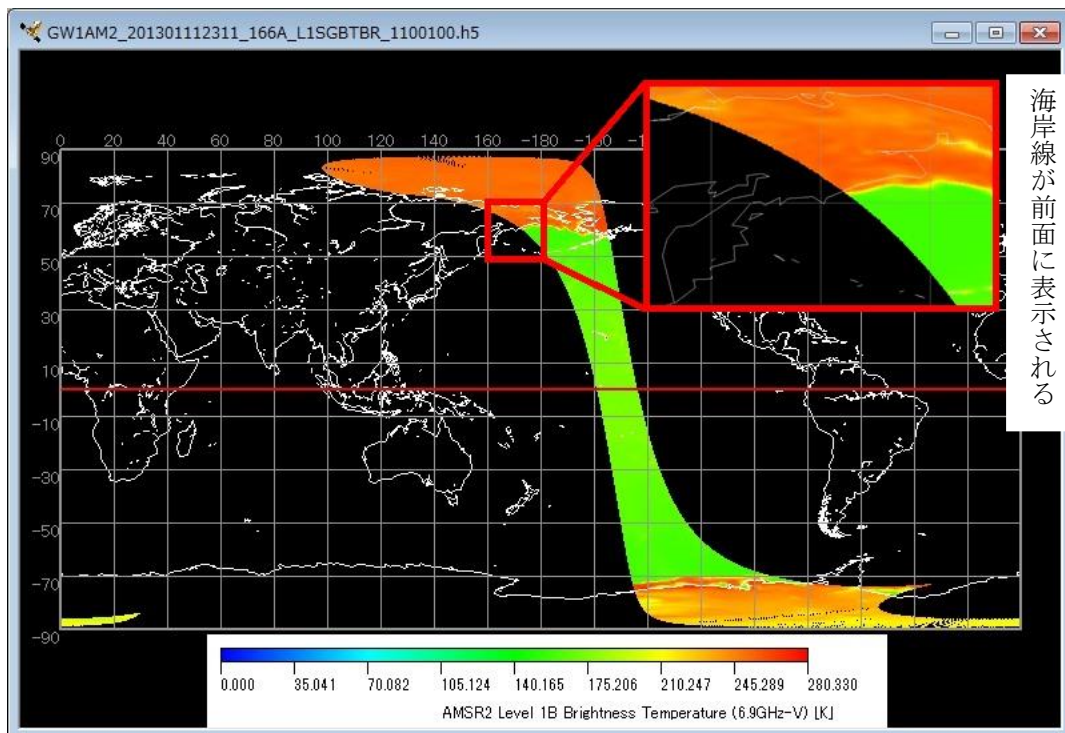 GW1AM2_201301112311_166A_L1SGBTBR_1100100.h5
0 20 40 60 80 100 120 140 160 -180
90
70
50
30
10
-10
-30
-50
-70
-90
海岸線が前面に表示される
0.000 35.041 70.082 105.124 140.165 175.206 210.247 245.289 280.330
AMSR2 Level 1B Brightness Temperature (6.9GHz-V) [K]